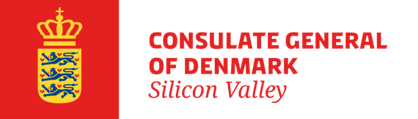 CONSULATE GENERAL
OF DENMARK
Silicon Valley